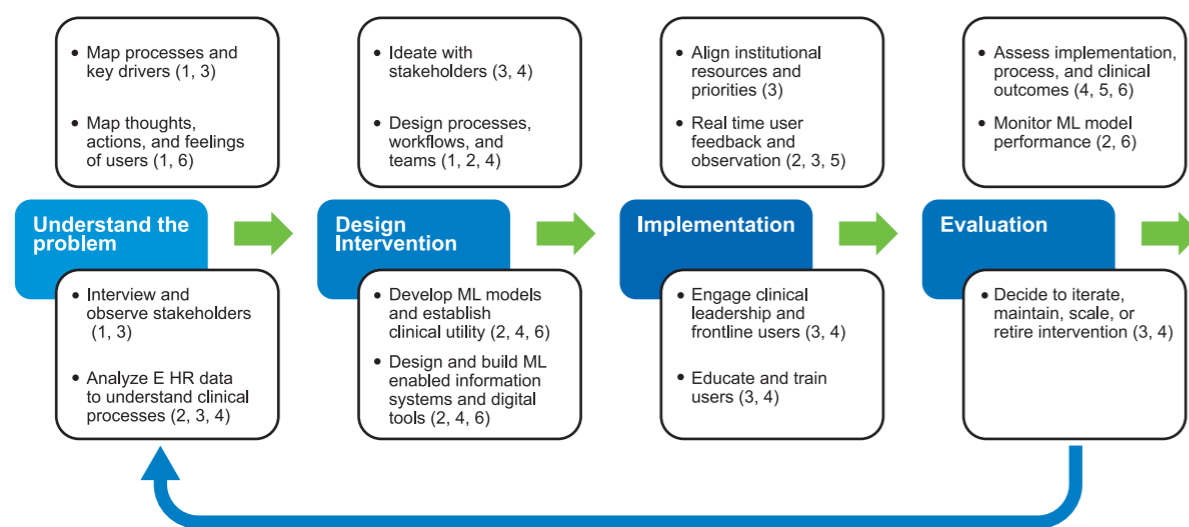 • Map processes and
key drivers (1, 3)
• Map thoughts,
actions, and feelings
of users (1, 6)
Understand the
problem
• Interview and
observe stakeholders
(1, 3)
• Analyze E HR data
to understand clinical
processes (2, 3, 4)
• Ideate with
stakeholders (3, 4)
• Design processes,
workflows, and
teams (1, 2, 4)
Design
Intervention
• Develop ML models
and establish
clinical utility (2, 4, 6)
• Design and build ML
enabled information
systems and digital
tools (2, 4, 6)
• Align institutional
resources and
priorities (3)
• Real time user
feedback and
observation (2, 3, 5)
Implementation
• Engage clinical
leadership and
frontline users (3, 4)
• Educate and train
users (3, 4)
• Assess implementation,
process, and clinical
outcomes (4, 5, 6)
• Monitor ML model
performance (2, 6)
Evaluation
• Decide to iterate,
maintain, scale, or
retire intervention (3, 4)